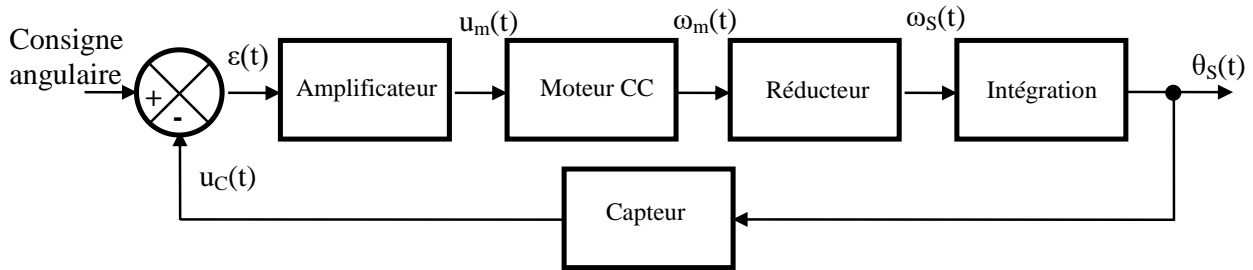 Consigne
angulaire
+
-
ε(t)
Amplificateur
u_m(t)
Moteur CC
ω_m(t)
Réducteur
ω_S(t)
Intégration
θ_S(t)
u_C(t)
Capteur